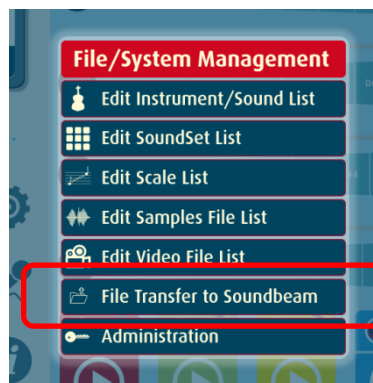 File/System Management
Edit Instrument/Sound List
Edit SoundSet List
Edit Scale List
Edit Samples File List
Edit Video File List
File Transfer to Soundbeam
Administration